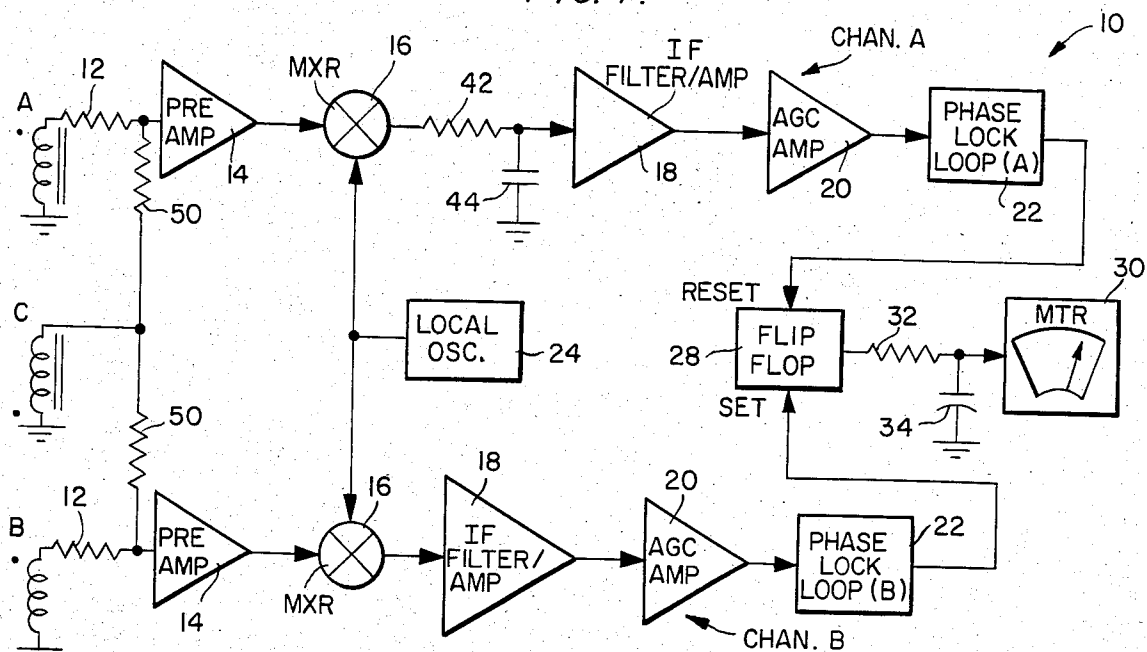 10
CHAN. A
IF
FILTER/AMP
16
MXR
42
12
A
PRE
AMP
14
AGC
AMP
20
PHASE
LOCK
LOOP (A)
22
18
44
50
C
LOCAL
OSC.
24
RESET
30
MTR
32
28
FLIP
FLOP
SET
34
50
12
B
PRE
AMP
14
16
MXR
18
IF
FILTER/
AMP
20
AGC
AMP
22
PHASE
LOCK
LOOP (B)
CHAN. B